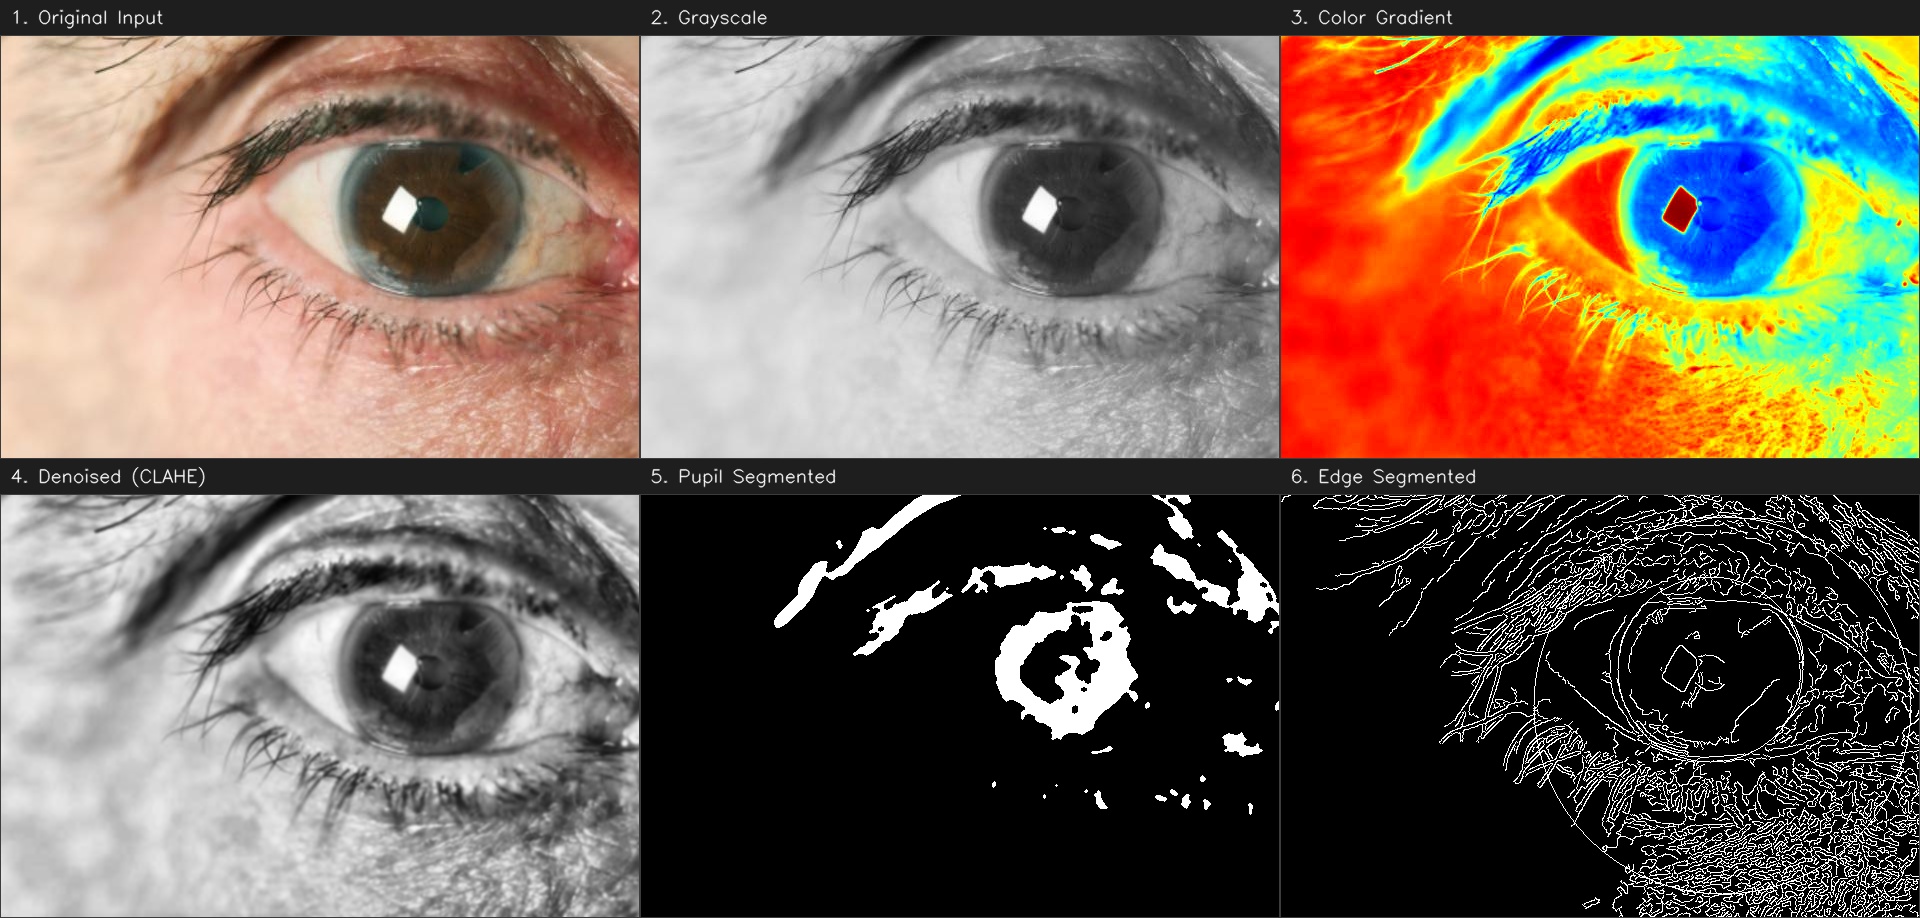 1. Original Input
2. Grayscale
3. Color Gradient
4. Denoised (CLAHE)
5. Pupil Segmented
6. Edge Segmented